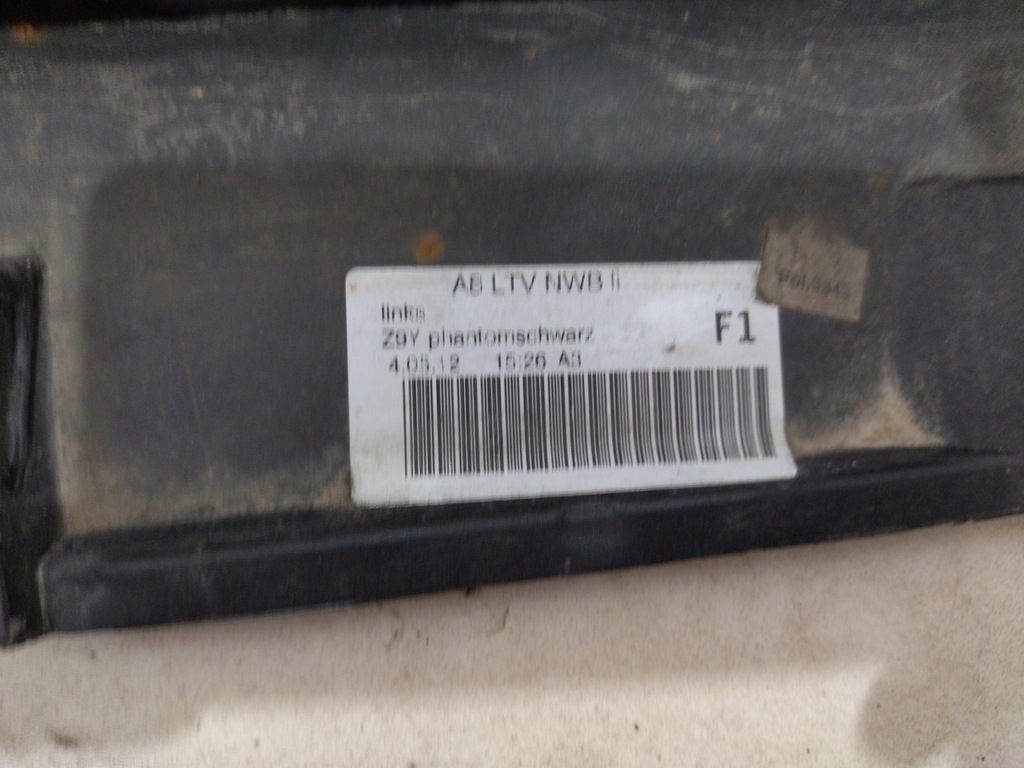 A8 LTV NWB li
links
Z9Y phantomschwarz
F1
4.05.12 15:26 A3